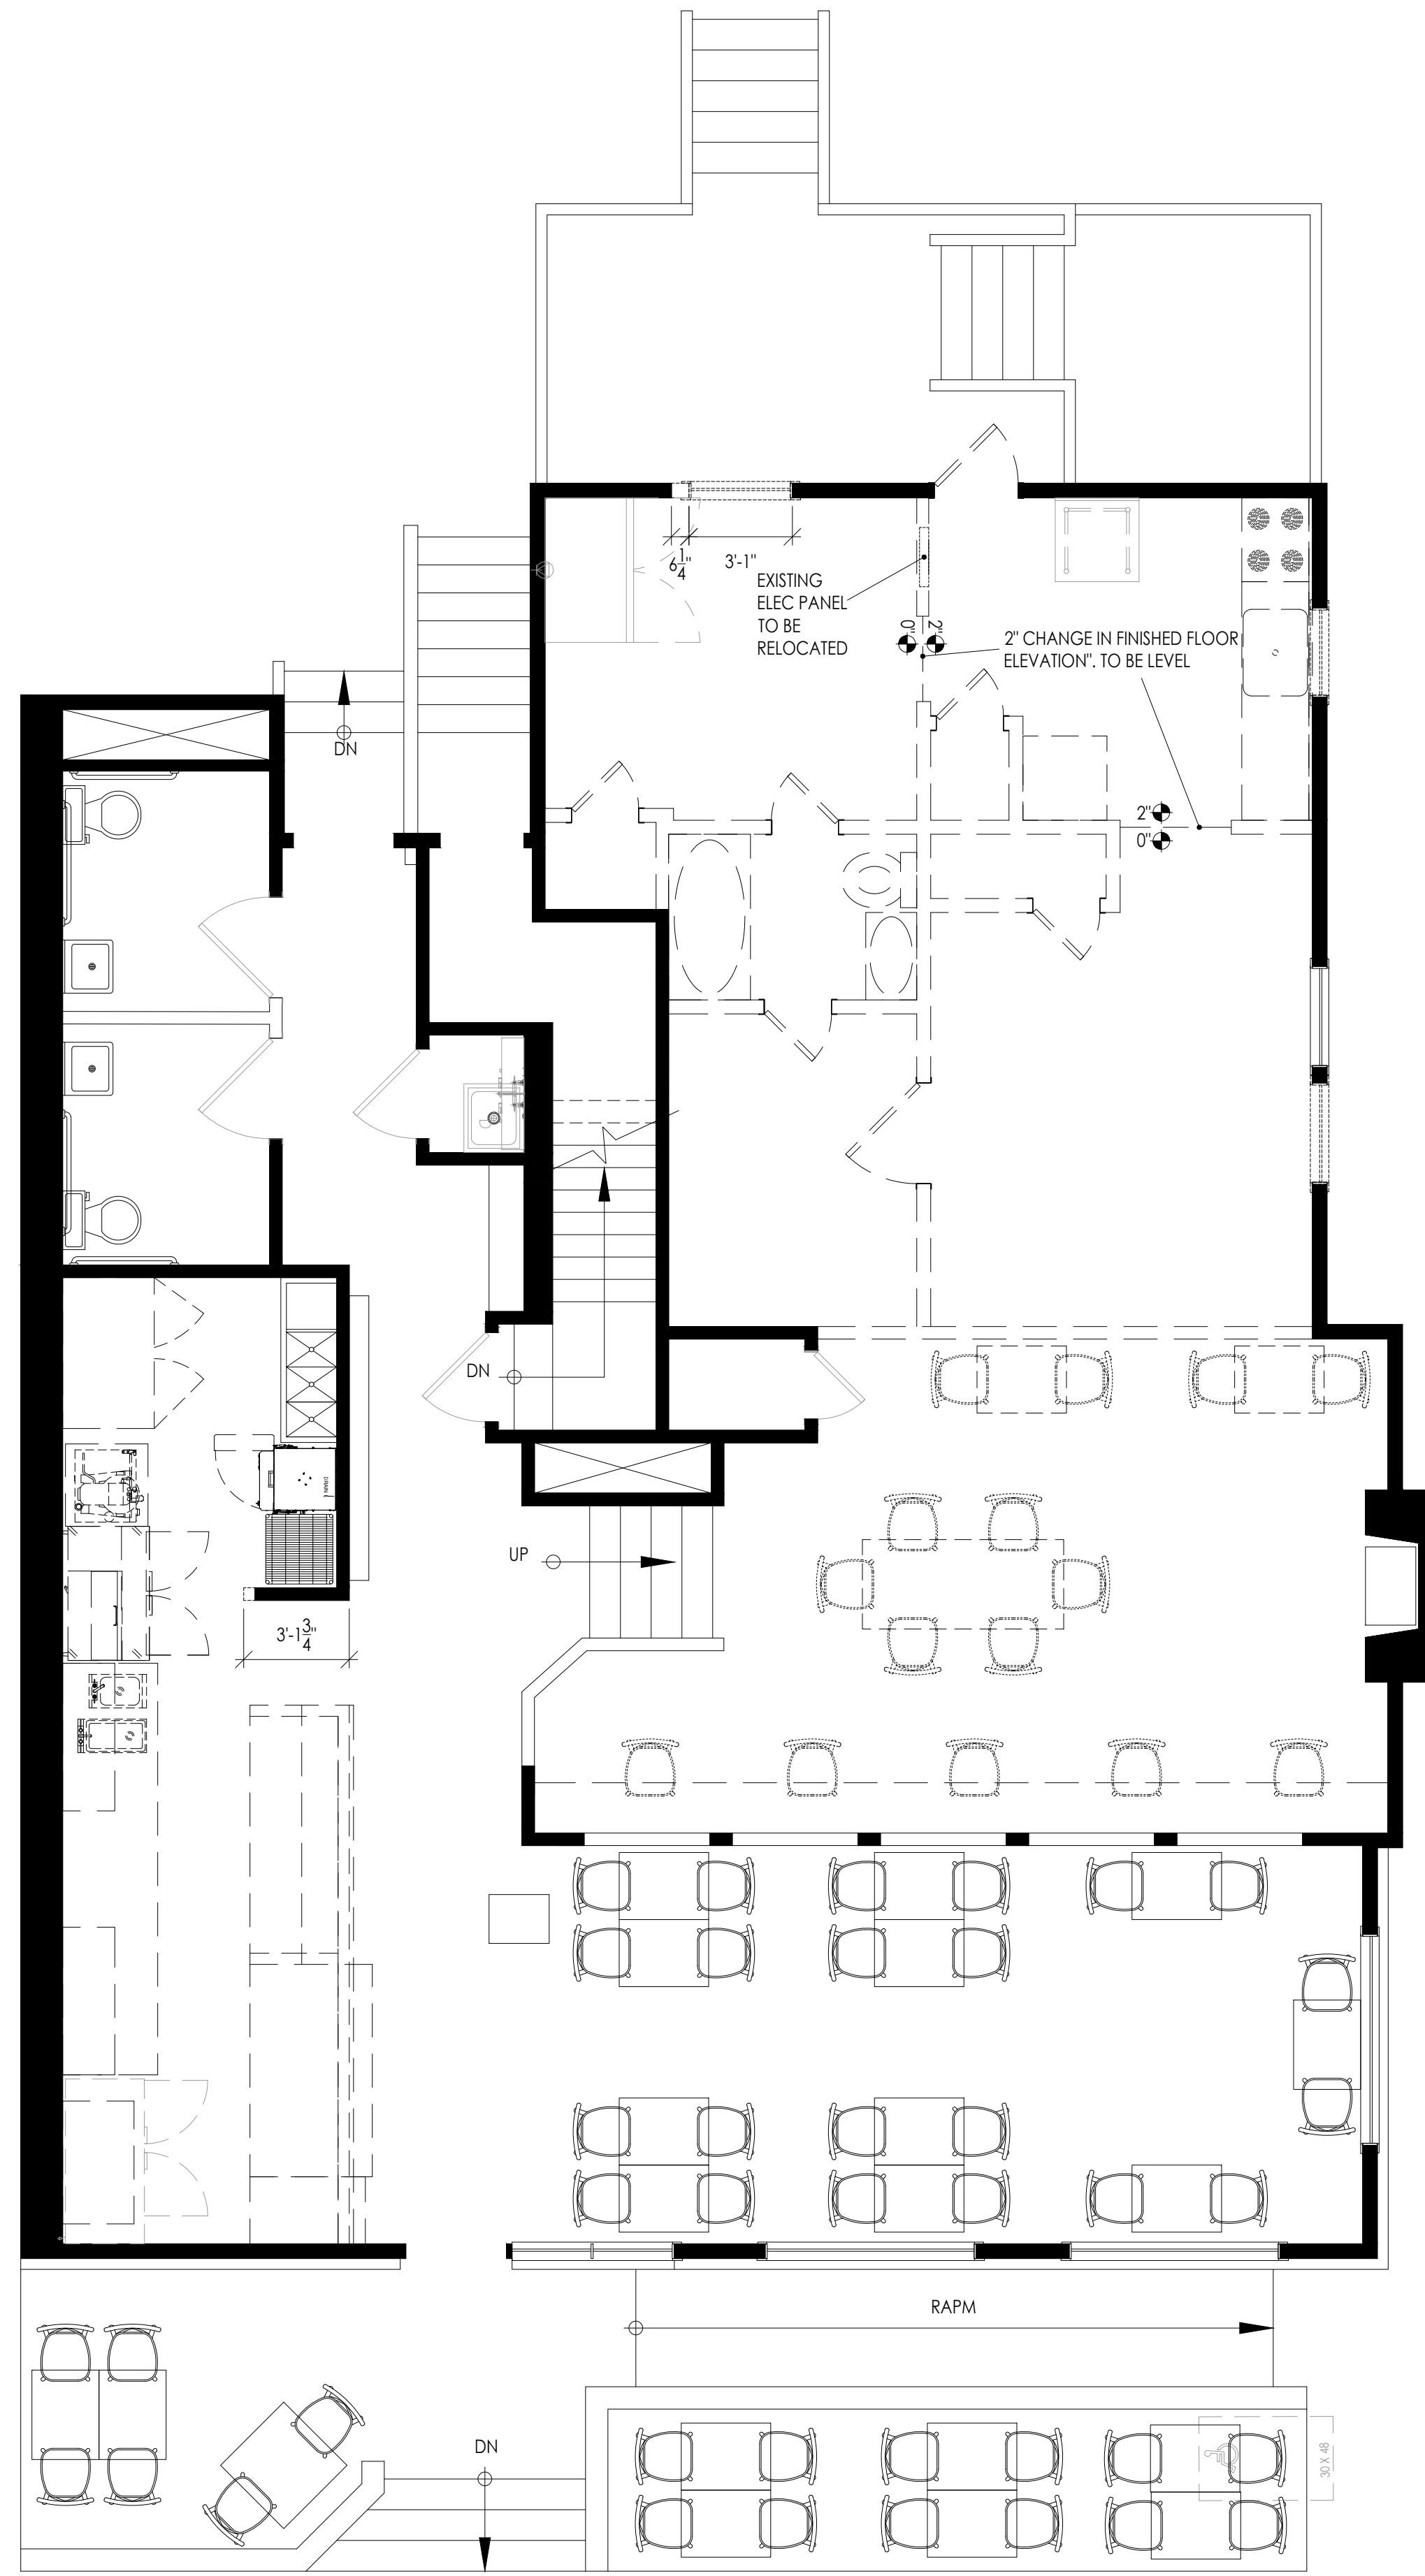 6 1/4"
3'-1"
EXISTING
ELEC PANEL
TO BE
RELOCATED
0"
2"
2" CHANGE IN FINISHED FLOOR
ELEVATION". TO BE LEVEL
DN
2"
0"
DN
DRAIN
UP
3'-1 3/4"
RAPM
DN
30 X 48